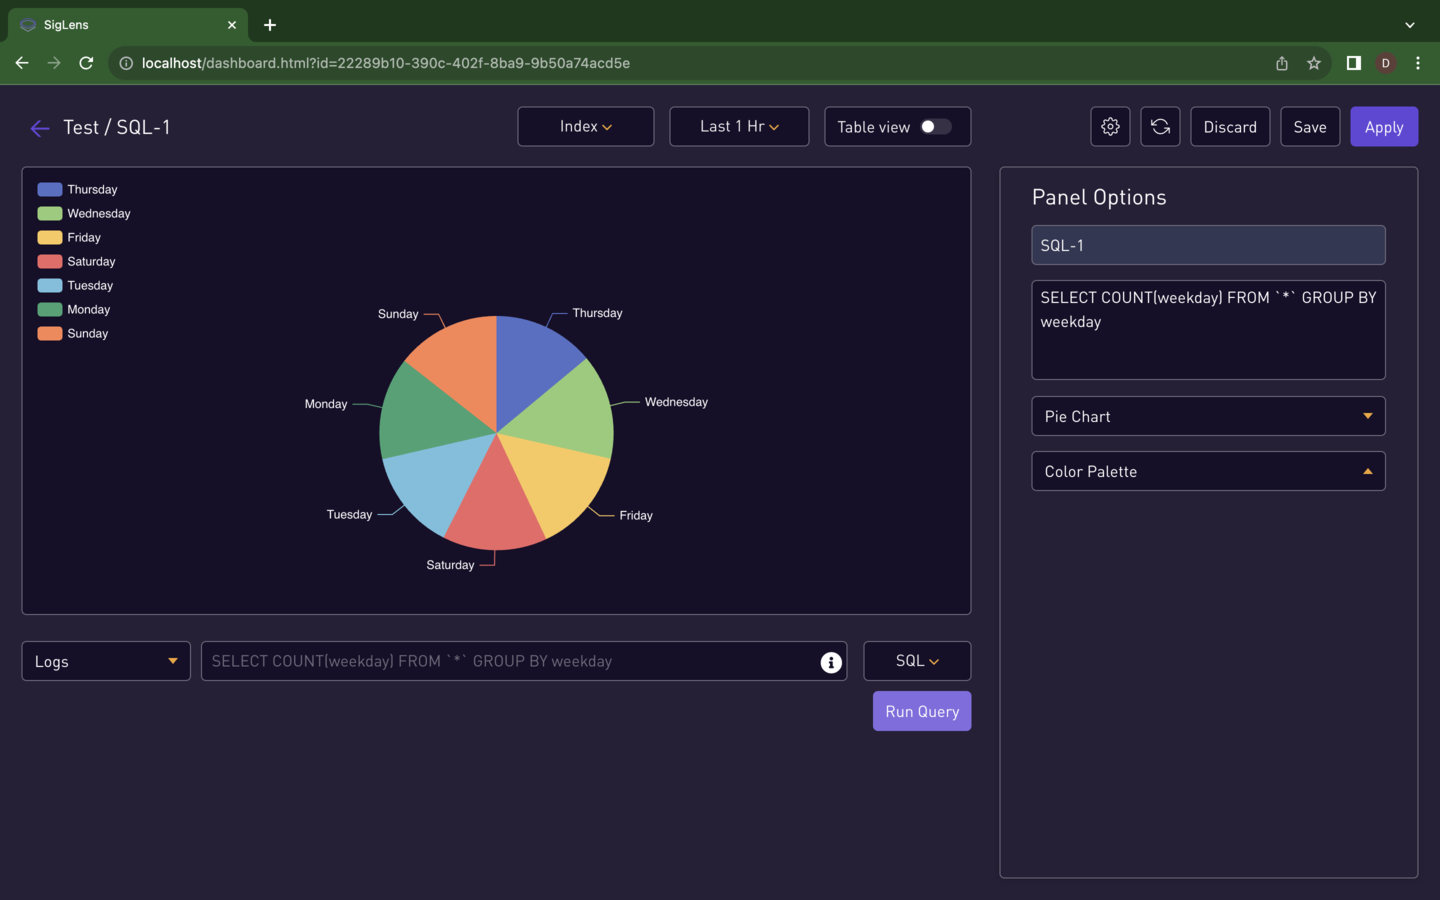 SigLens
localhost/dashboard.html?id=22289b10-390c-402f-8ba9-9b50a74acd5e
D
Test / SQL-1
Index
Last 1 Hr
Table view
Discard
Save
Apply
Thursday
Wednesday
Friday
Saturday
Tuesday
Monday
Sunday
Sunday
Thursday
Monday
Wednesday
Tuesday
Friday
Saturday
Panel Options
SQL-1
SELECT COUNT(weekday) FROM `*` GROUP BY
weekday
Pie Chart
Color Palette
Logs
SELECT COUNT(weekday) FROM `*` GROUP BY weekday
SQL
Run Query